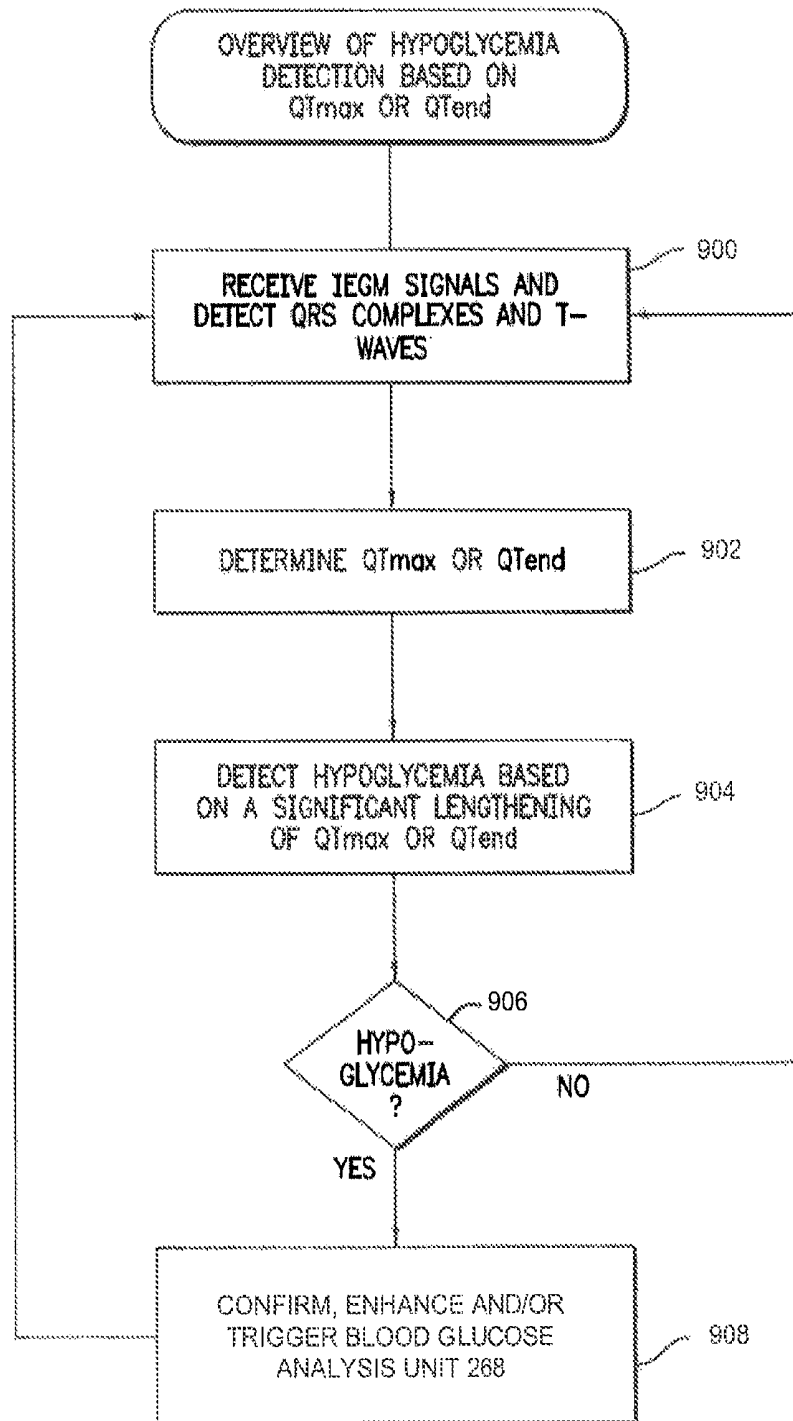 OVERVIEW OF HYPOGLYCEMIA
DETECTION BASED ON
QTmax OR QTend
900
RECEIVE IEGM SIGNALS AND
DETECT QRS COMPLEXES AND T-
WAVES
DETERMINE QTmax OR QTend
902
DETECT HYPOGLYCEMIA BASED
ON A SIGNIFICANT LENGTHENING
OF QTmax OR QTend
904
906
HYPO-
GLYCEMIA
?
NO
YES
CONFIRM, ENHANCE AND/OR
TRIGGER BLOOD GLUCOSE
ANALYSIS UNIT 268
908